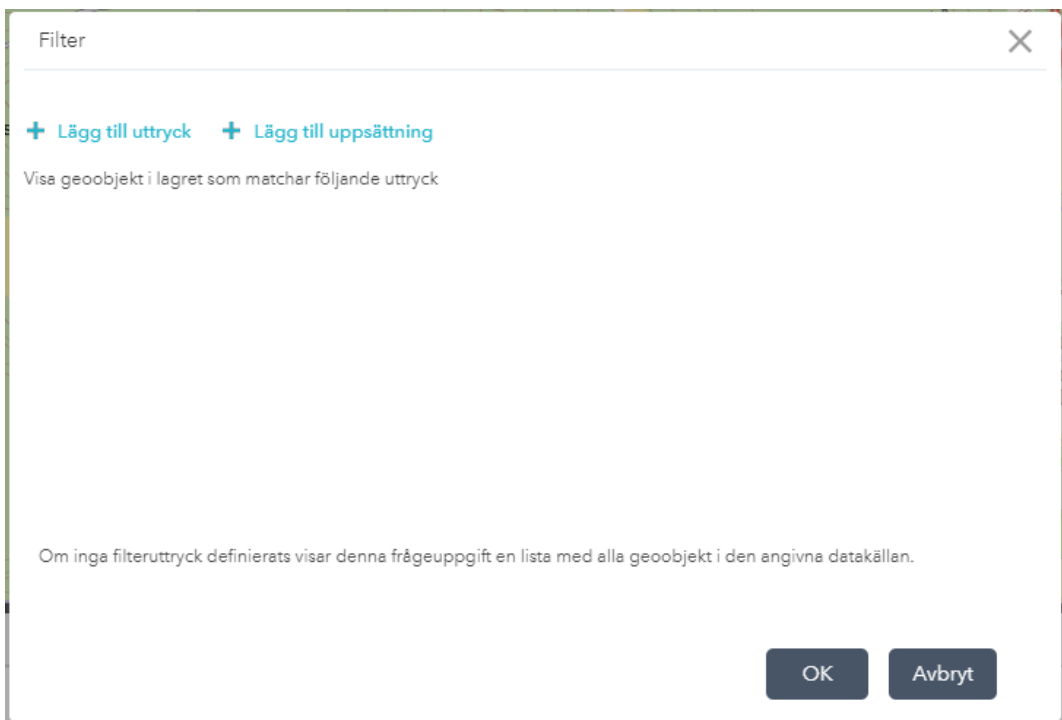 Filter
+ Lägg till uttryck + Lägg till uppsättning
Visa geoobjekt i lagret som matchar följande uttryck
Om inga filteruttryck definierats visar denna frågeuppgift en lista med alla geoobjekt i den angivna datakällan.
OK Avbryt